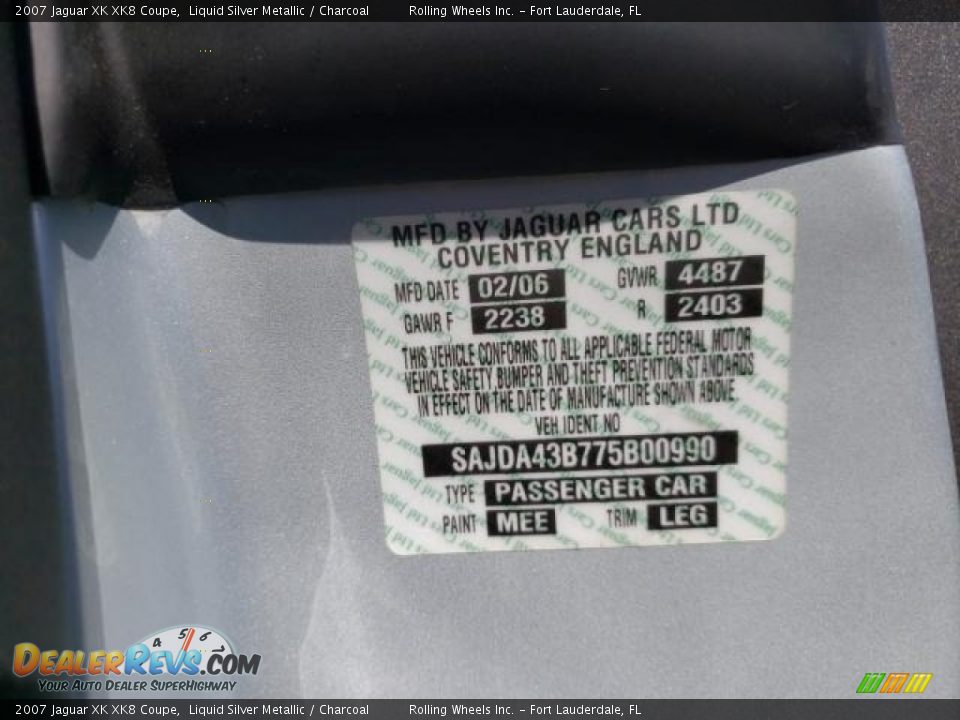 2007 Jaguar XK XK8 Coupe, Liquid Silver Metallic / Charcoal Rolling Wheels Inc. - Fort Lauderdale, FL
MFD BY JAGUAR CARS LTD
COVENTRY ENGLAND
MFD DATE 02/06 GVWR 4487
GAWR F 2238 R 2403
THIS VEHICLE CONFORMS TO ALL APPLICABLE FEDERAL MOTOR
VEHICLE SAFETY, BUMPER AND THEFT PREVENTION STANDARDS
IN EFFECT ON THE DATE OF MANUFACTURE SHOWN ABOVE.
VEH IDENT NO
SAJDA43B775B00990
TYPE PASSENGER CAR
PAINT MEE TRIM LEG
4 5 6 7
DEALERREVS.COM
YOUR AUTO DEALER SUPERHIGHWAY
2007 Jaguar XK XK8 Coupe, Liquid Silver Metallic / Charcoal Rolling Wheels Inc. - Fort Lauderdale, FL